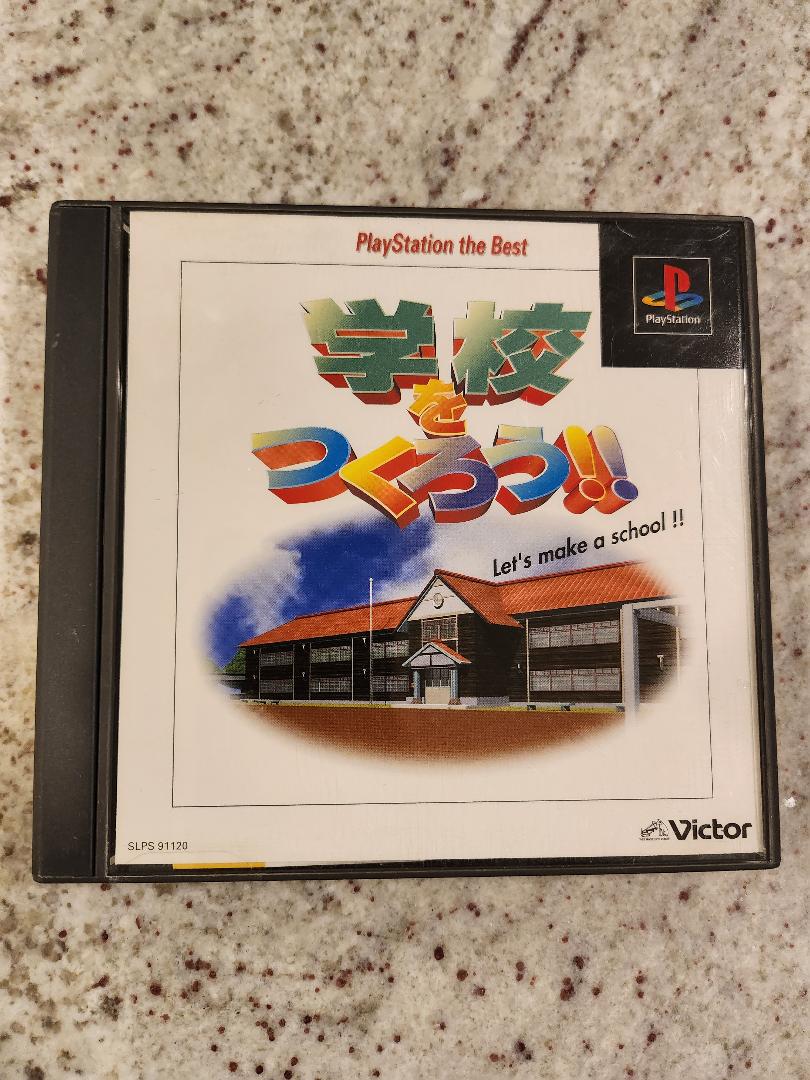 PlayStation the Best
PlayStation
学校
を
つくろう!!
Let's make a school !!
SLPS 91120
Victor